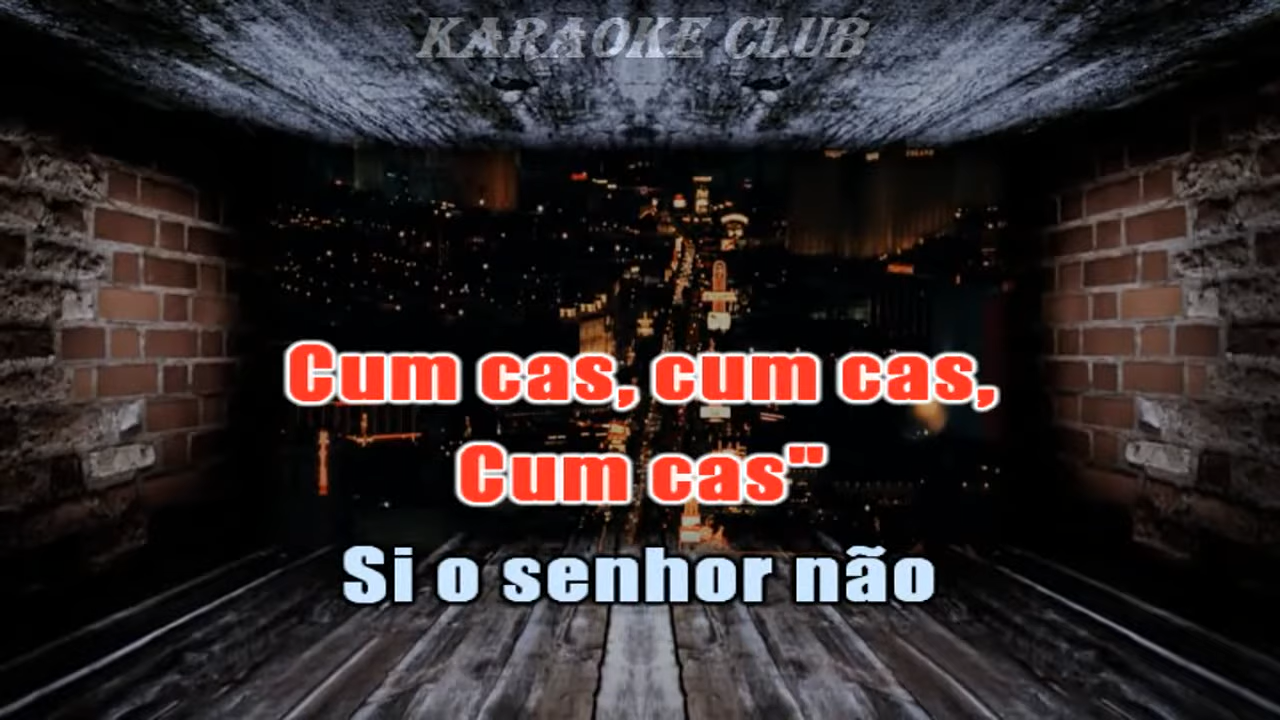 KARAOKE CLUB
Cum cas, cum cas,
Cum cas"
Si o senhor não